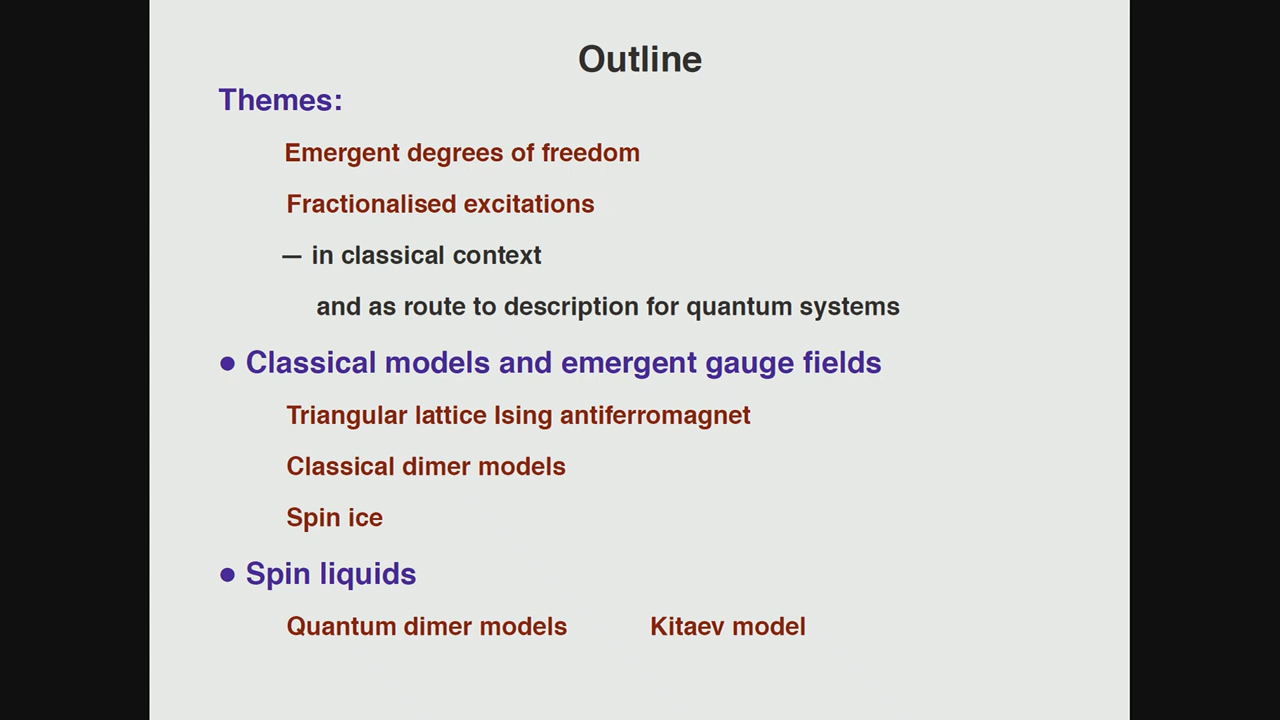 Outline
Themes:
Emergent degrees of freedom
Fractionalised excitations
— in classical context
and as route to description for quantum systems
● Classical models and emergent gauge fields
Triangular lattice Ising antiferromagnet
Classical dimer models
Spin ice
● Spin liquids
Quantum dimer models Kitaev model